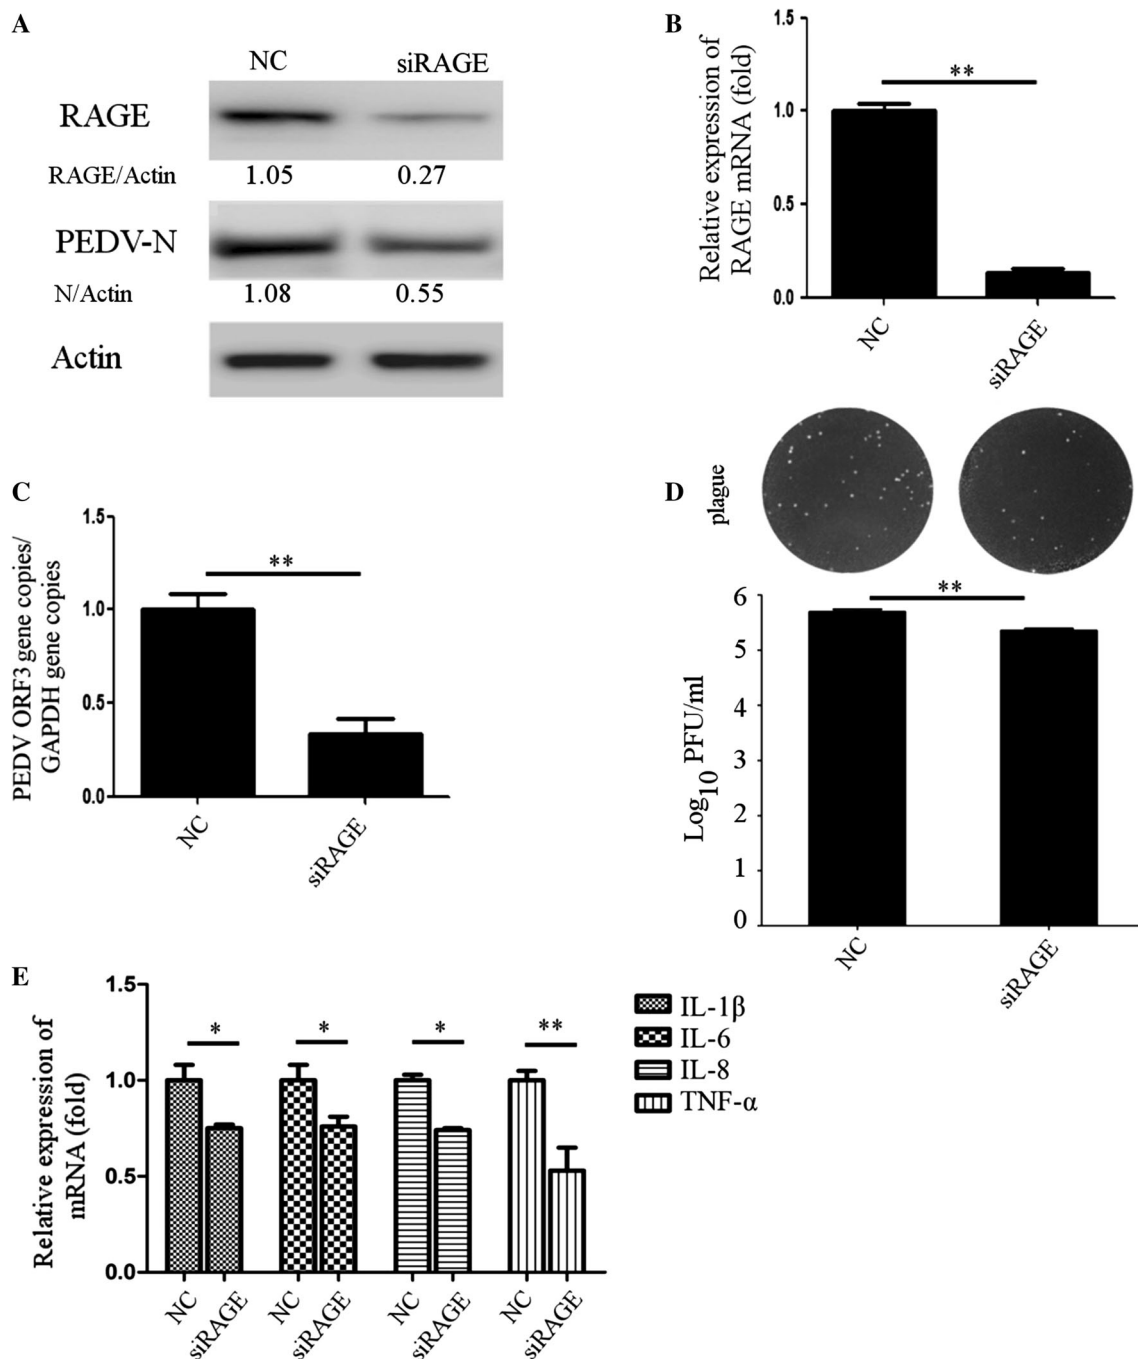 A
NC siRAGE
RAGE
RAGE/Actin 1.05 0.27
PEDV-N
N/Actin 1.08 0.55
Actin
B
Relative expression of
RAGE mRNA (fold)
1.5
1.0
0.5
0.0
**
NC
siRAGE
C
PEDV ORF3 gene copies/
GAPDH gene copies
1.5
1.0
0.5
0.0
**
NC
siRAGE
D
plague
Log10 PFU/ml
6
5
4
3
2
1
0
**
NC
siRAGE
E
Relative expression of
mRNA (fold)
1.5
1.0
0.5
0.0
* * * **
NC siRAGE NC siRAGE NC siRAGE NC siRAGE
IL-1β
IL-6
IL-8
TNF-α